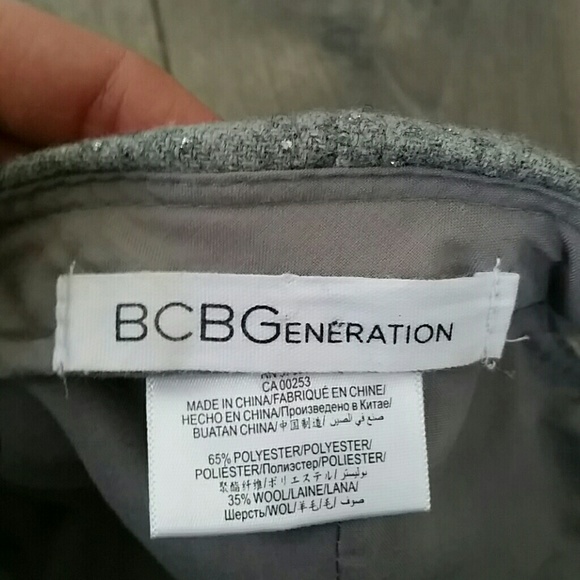 BCBGENERATION
CA 00253
MADE IN CHINA/FABRIQUÉ EN CHINE/
HECHO EN CHINA/Произведено в Китае/
BUATAN CHINA/中国制造/ صنع في الصين
65% POLYESTER/POLYESTER/
POLIESTER/Полиэстер/POLIESTER/
聚酯纤维/ポリエステル/بوليستر
35% WOOL/LAINE/LANA/
Шерсть/WOL/羊毛/毛/ صوف